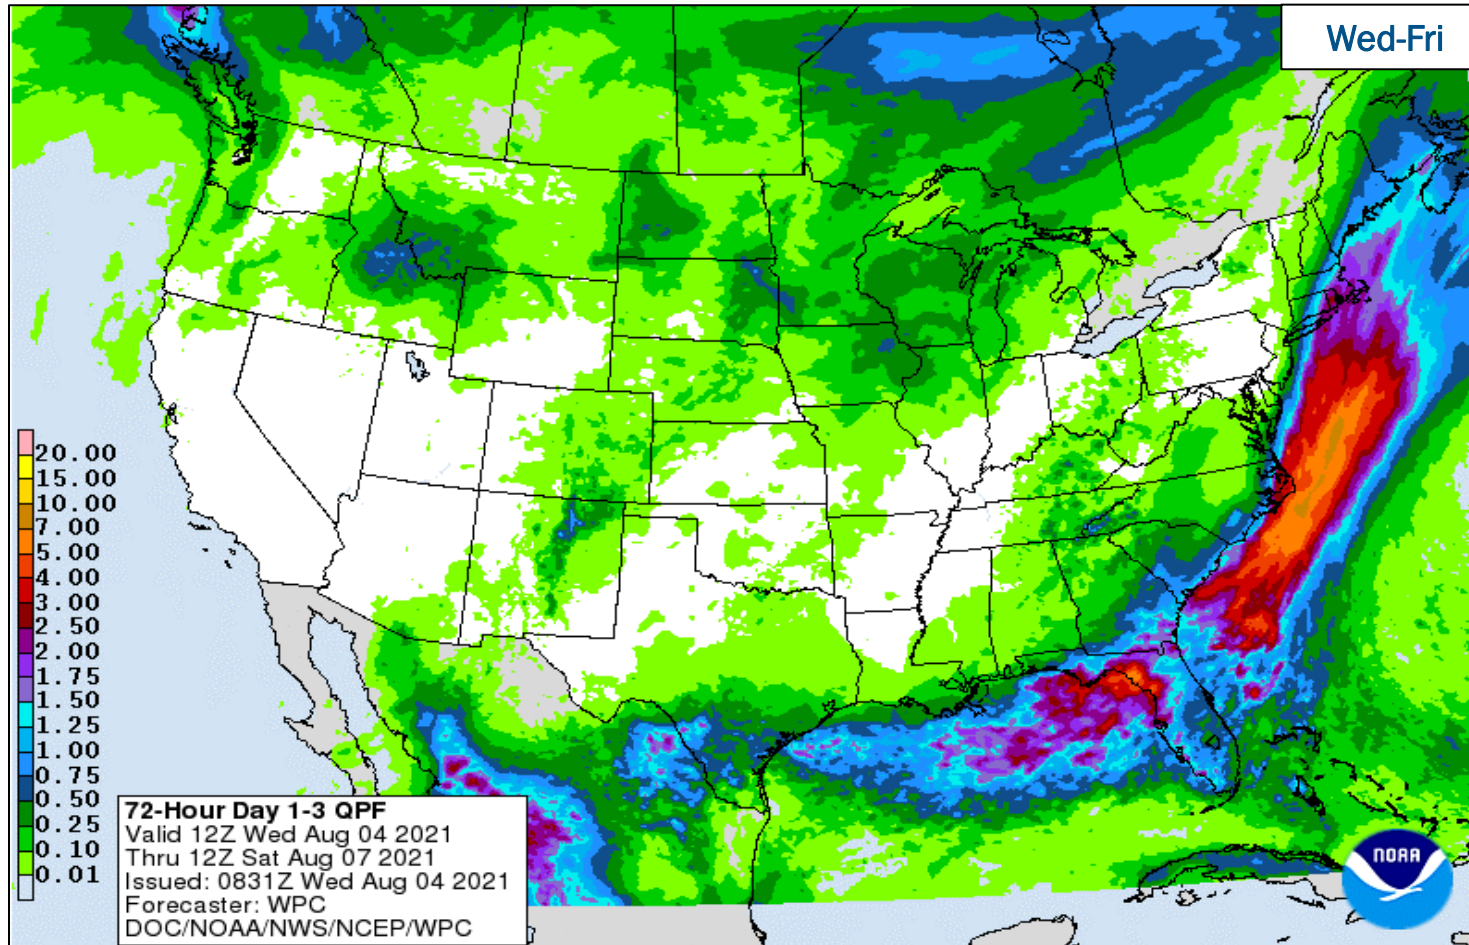 Wed-Fri
20.00
15.00
10.00
7.00
5.00
4.00
3.00
2.50
2.00
1.75
1.50
1.25
1.00
0.75
0.50
0.25
0.10
0.01
72-Hour Day 1-3 QPF
Valid 12Z Wed Aug 04 2021
Thru 12Z Sat Aug 07 2021
Issued: 0831Z Wed Aug 04 2021
Forecaster: WPC
DOC/NOAA/NWS/NCEP/WPC
NOAA